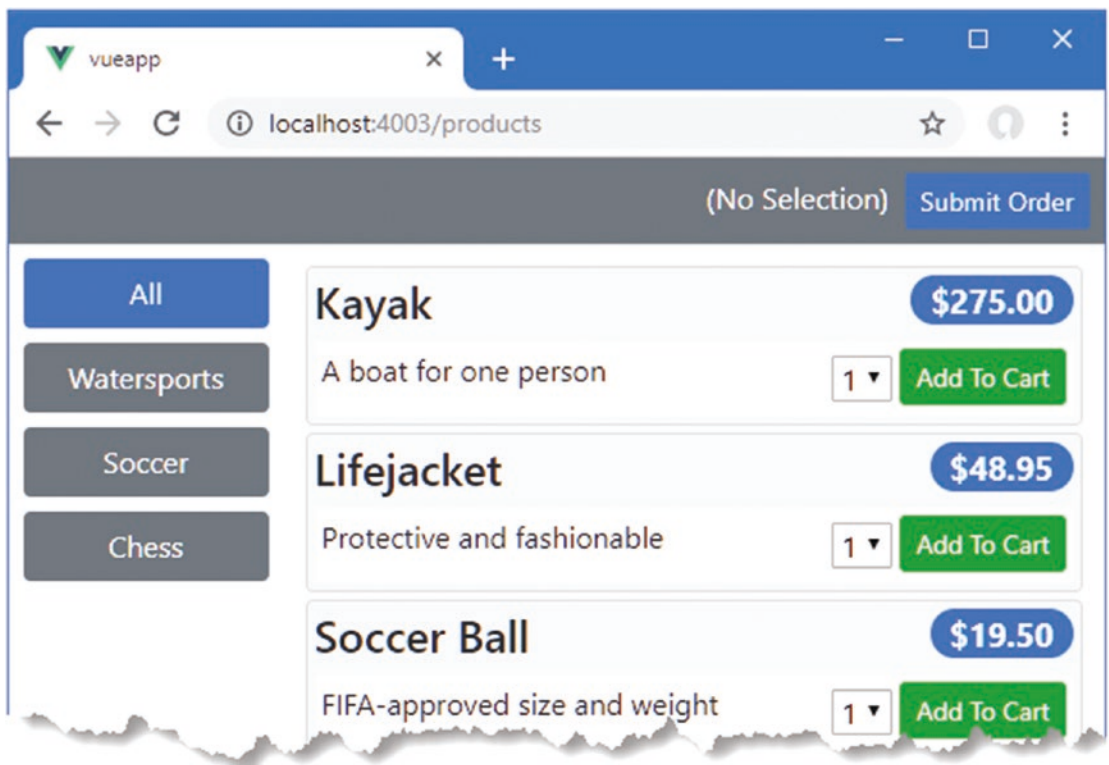 vueapp
localhost:4003/products
(No Selection) Submit Order
All
Watersports
Soccer
Chess
Kayak $275.00
A boat for one person 1 Add To Cart
Lifejacket $48.95
Protective and fashionable 1 Add To Cart
Soccer Ball $19.50
FIFA-approved size and weight 1 Add To Cart